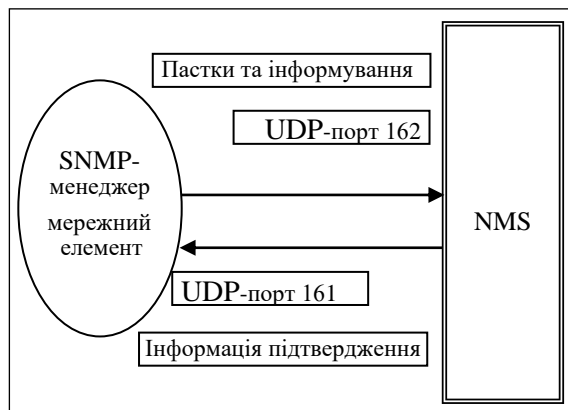 Пастки та інформування
UDP-порт 162
SNMP-
менеджер
мережний
елемент
NMS
UDP-порт 161
Інформація підтвердження